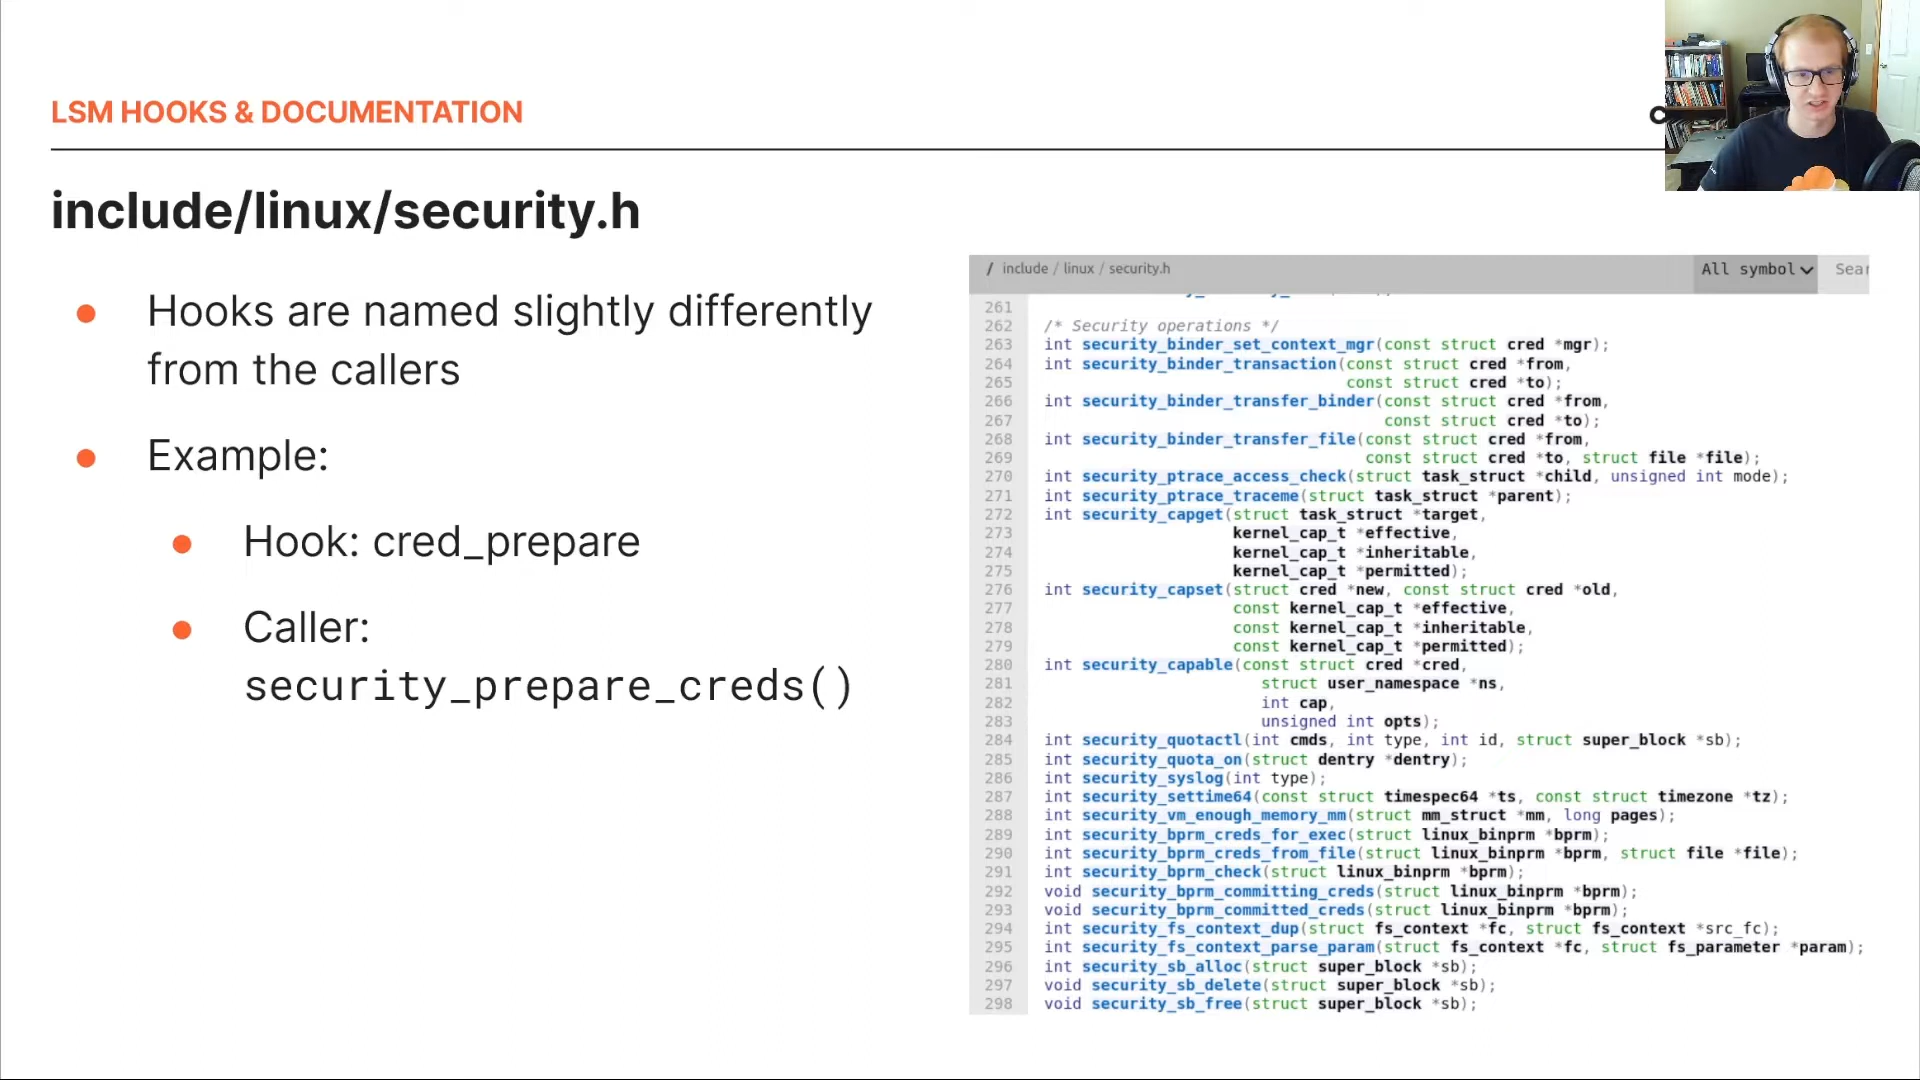 LSM HOOKS & DOCUMENTATION
include/linux/security.h
Hooks are named slightly differently
from the callers
Example:
Hook: cred_prepare
Caller:
security_prepare_creds()
/ include / linux / security.h All symbol Sear
261
262 /* Security operations */
263 int security_binder_set_context_mgr(const struct cred *mgr);
264 int security_binder_transaction(const struct cred *from,
265 const struct cred *to);
266 int security_binder_transfer_binder(const struct cred *from,
267 const struct cred *to);
268 int security_binder_transfer_file(const struct cred *from,
269 const struct cred *to, struct file *file);
270 int security_ptrace_access_check(struct task_struct *child, unsigned int mode);
271 int security_ptrace_traceme(struct task_struct *parent);
272 int security_capget(struct task_struct *target,
273 kernel_cap_t *effective,
274 kernel_cap_t *inheritable,
275 kernel_cap_t *permitted);
276 int security_capset(struct cred *new, const struct cred *old,
277 const kernel_cap_t *effective,
278 const kernel_cap_t *inheritable,
279 const kernel_cap_t *permitted);
280 int security_capable(const struct cred *cred,
281 struct user_namespace *ns,
282 int cap,
283 unsigned int opts);
284 int security_quotactl(int cmds, int type, int id, struct super_block *sb);
285 int security_quota_on(struct dentry *dentry);
286 int security_syslog(int type);
287 int security_settime64(const struct timespec64 *ts, const struct timezone *tz);
288 int security_vm_enough_memory_mm(struct mm_struct *mm, long pages);
289 int security_bprm_creds_for_exec(struct linux_binprm *bprm);
290 int security_bprm_creds_from_file(struct linux_binprm *bprm, struct file *file);
291 int security_bprm_check(struct linux_binprm *bprm);
292 void security_bprm_committing_creds(struct linux_binprm *bprm);
293 void security_bprm_committed_creds(struct linux_binprm *bprm);
294 int security_fs_context_dup(struct fs_context *fc, struct fs_context *src_fc);
295 int security_fs_context_parse_param(struct fs_context *fc, struct fs_parameter *param);
296 int security_sb_alloc(struct super_block *sb);
297 void security_sb_delete(struct super_block *sb);
298 void security_sb_free(struct super_block *sb);